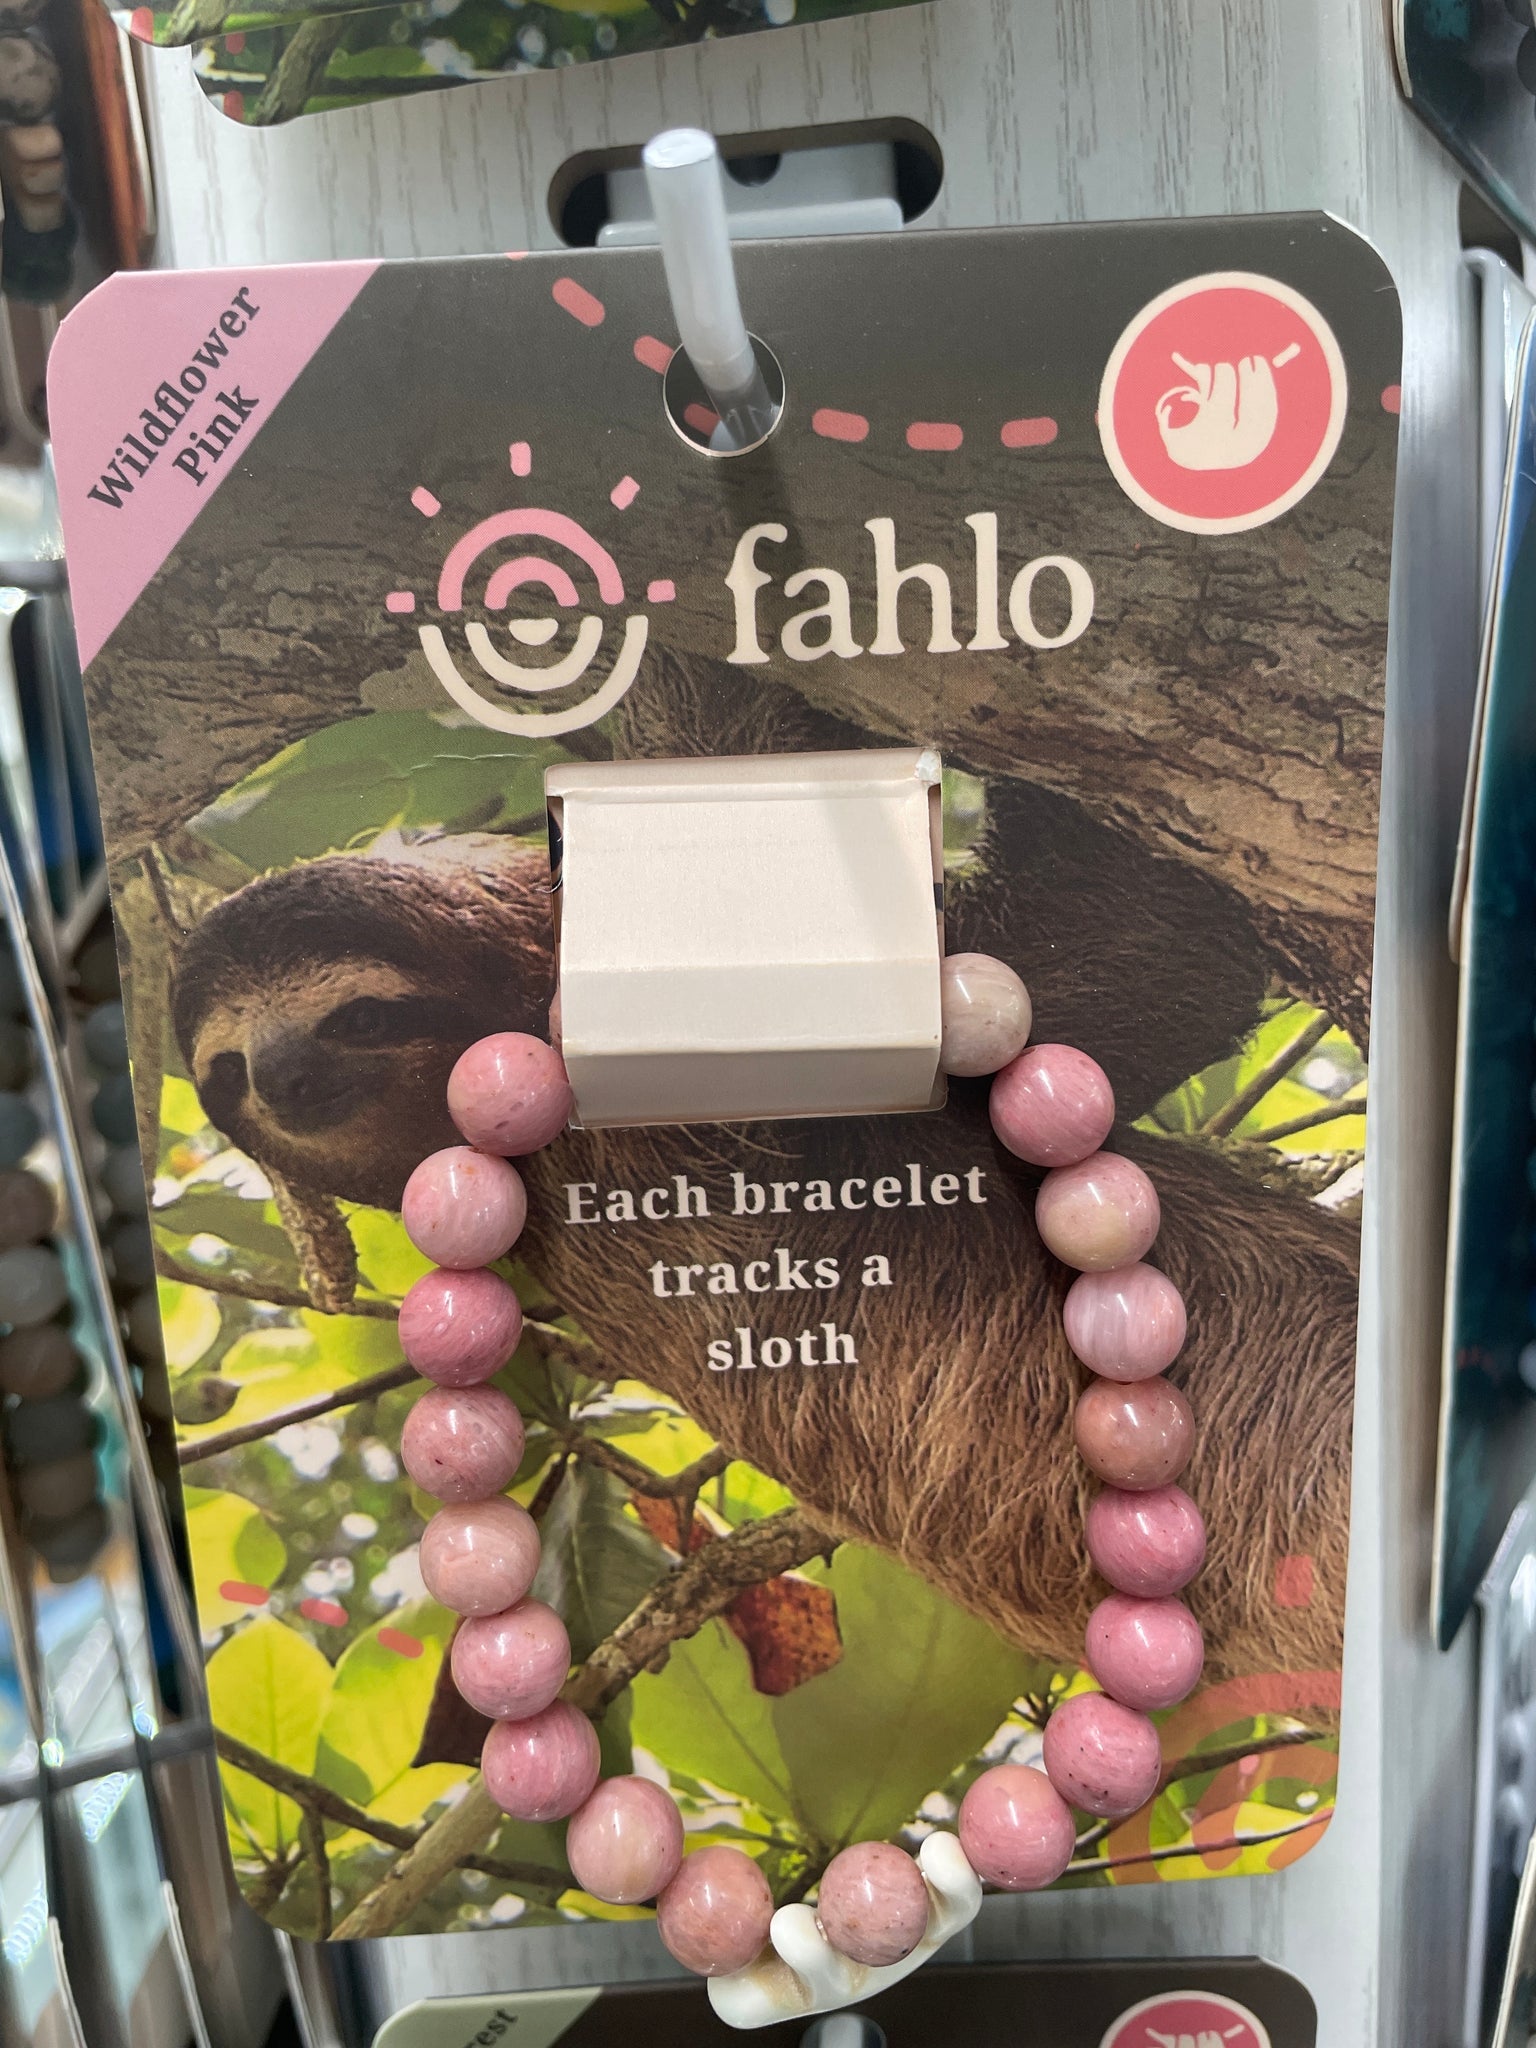 Wildflower
Pink
fahlo
Each bracelet
tracks a
sloth